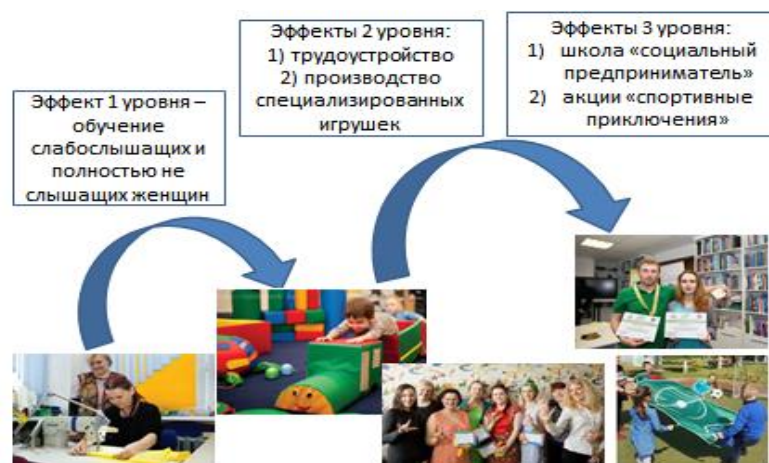 Эффект 1 уровня –
обучение
слабослышащих и
полностью не
слышащих женщин
Эффекты 2 уровня:
1) трудоустройство
2) производство
специализированных
игрушек
Эффекты 3 уровня:
1) школа «социальный
предприниматель»
2) акции «спортивные
приключения»